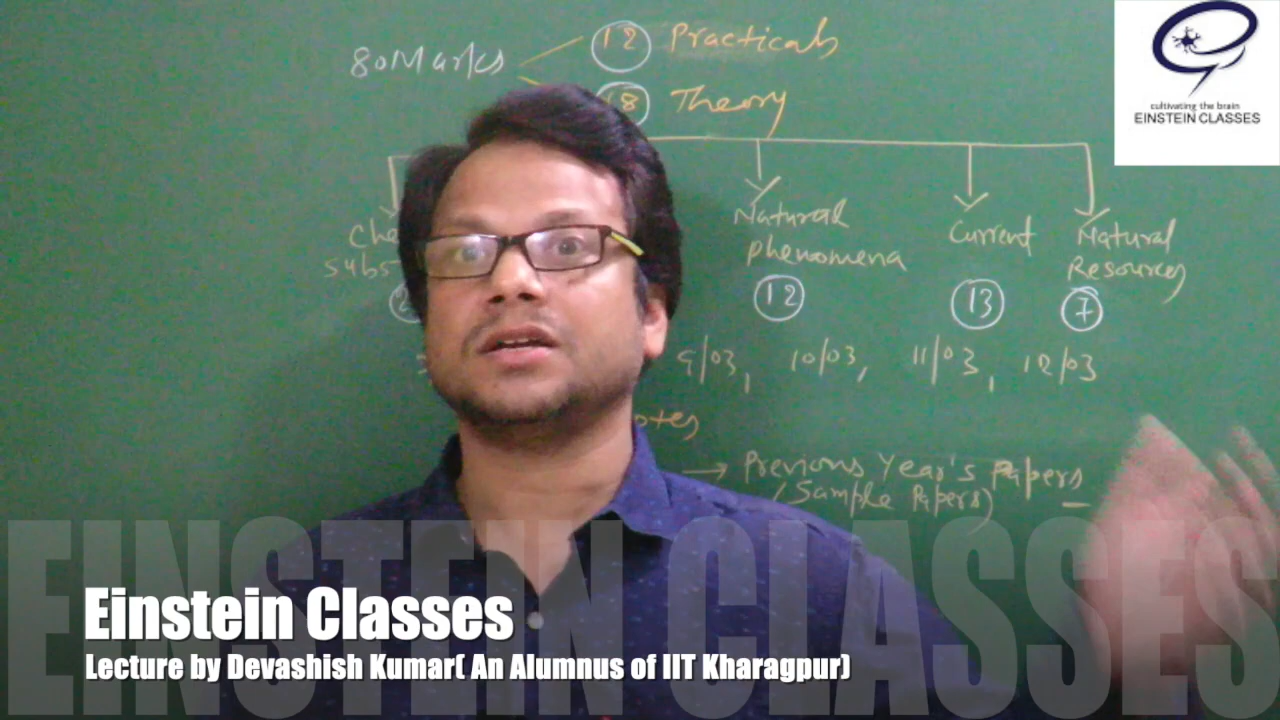 80 Marks
12 Practicals
Theory
Natural
phenomena
12
Current
13
Natural
Resources
7
9/03, 10/03, 11/03, 12/03
→ Previous Year's Papers
(Sample Papers)
cultivating the brain
EINSTEIN CLASSES
EINSTEIN CLASSES
Einstein Classes
Lecture by Devashish Kumar( An Alumnus of IIT Kharagpur)